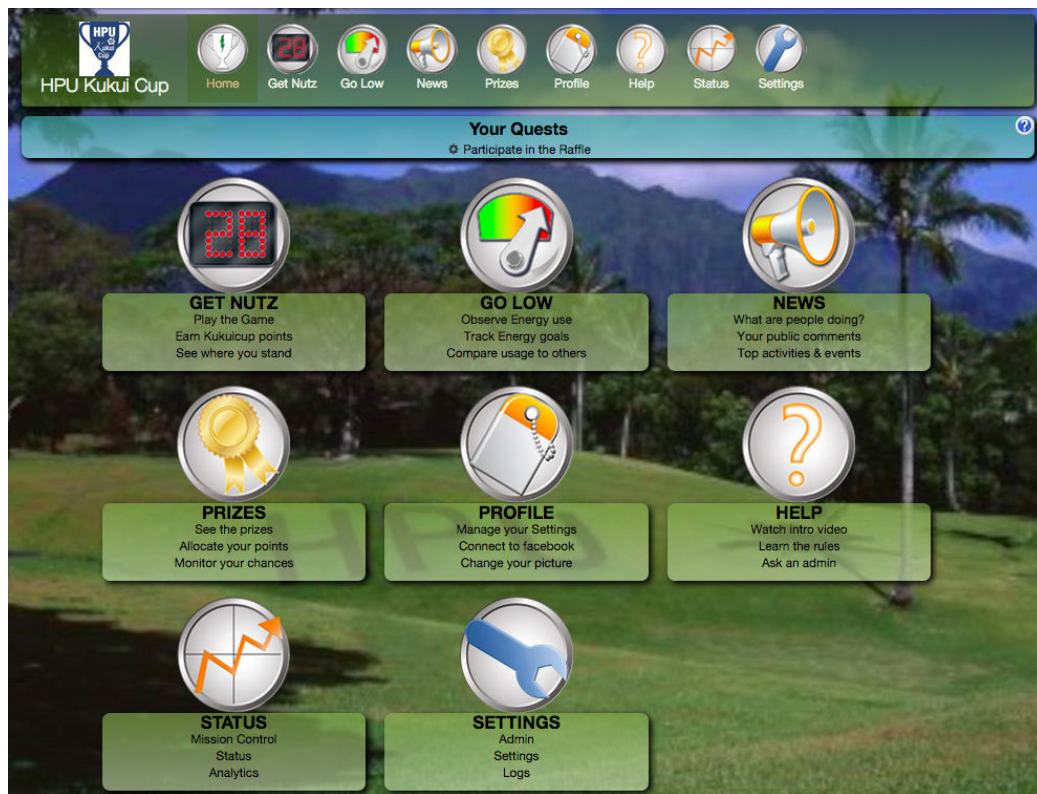 HPU
Kukui
Cup
HPU Kukui Cup
Home
Get Nutz
Go Low
News
Prizes
Profile
Help
Status
Settings
Your Quests
Participate in the Raffle
?
28
GET NUTZ
Play the Game
Earn Kukuicup points
See where you stand
GO LOW
Observe Energy use
Track Energy goals
Compare usage to others
NEWS
What are people doing?
Your public comments
Top activities & events
PRIZES
See the prizes
Allocate your points
Monitor your chances
PROFILE
Manage your Settings
Connect to facebook
Change your picture
?
HELP
Watch intro video
Learn the rules
Ask an admin
HPU
STATUS
Mission Control
Status
Analytics
SETTINGS
Admin
Settings
Logs